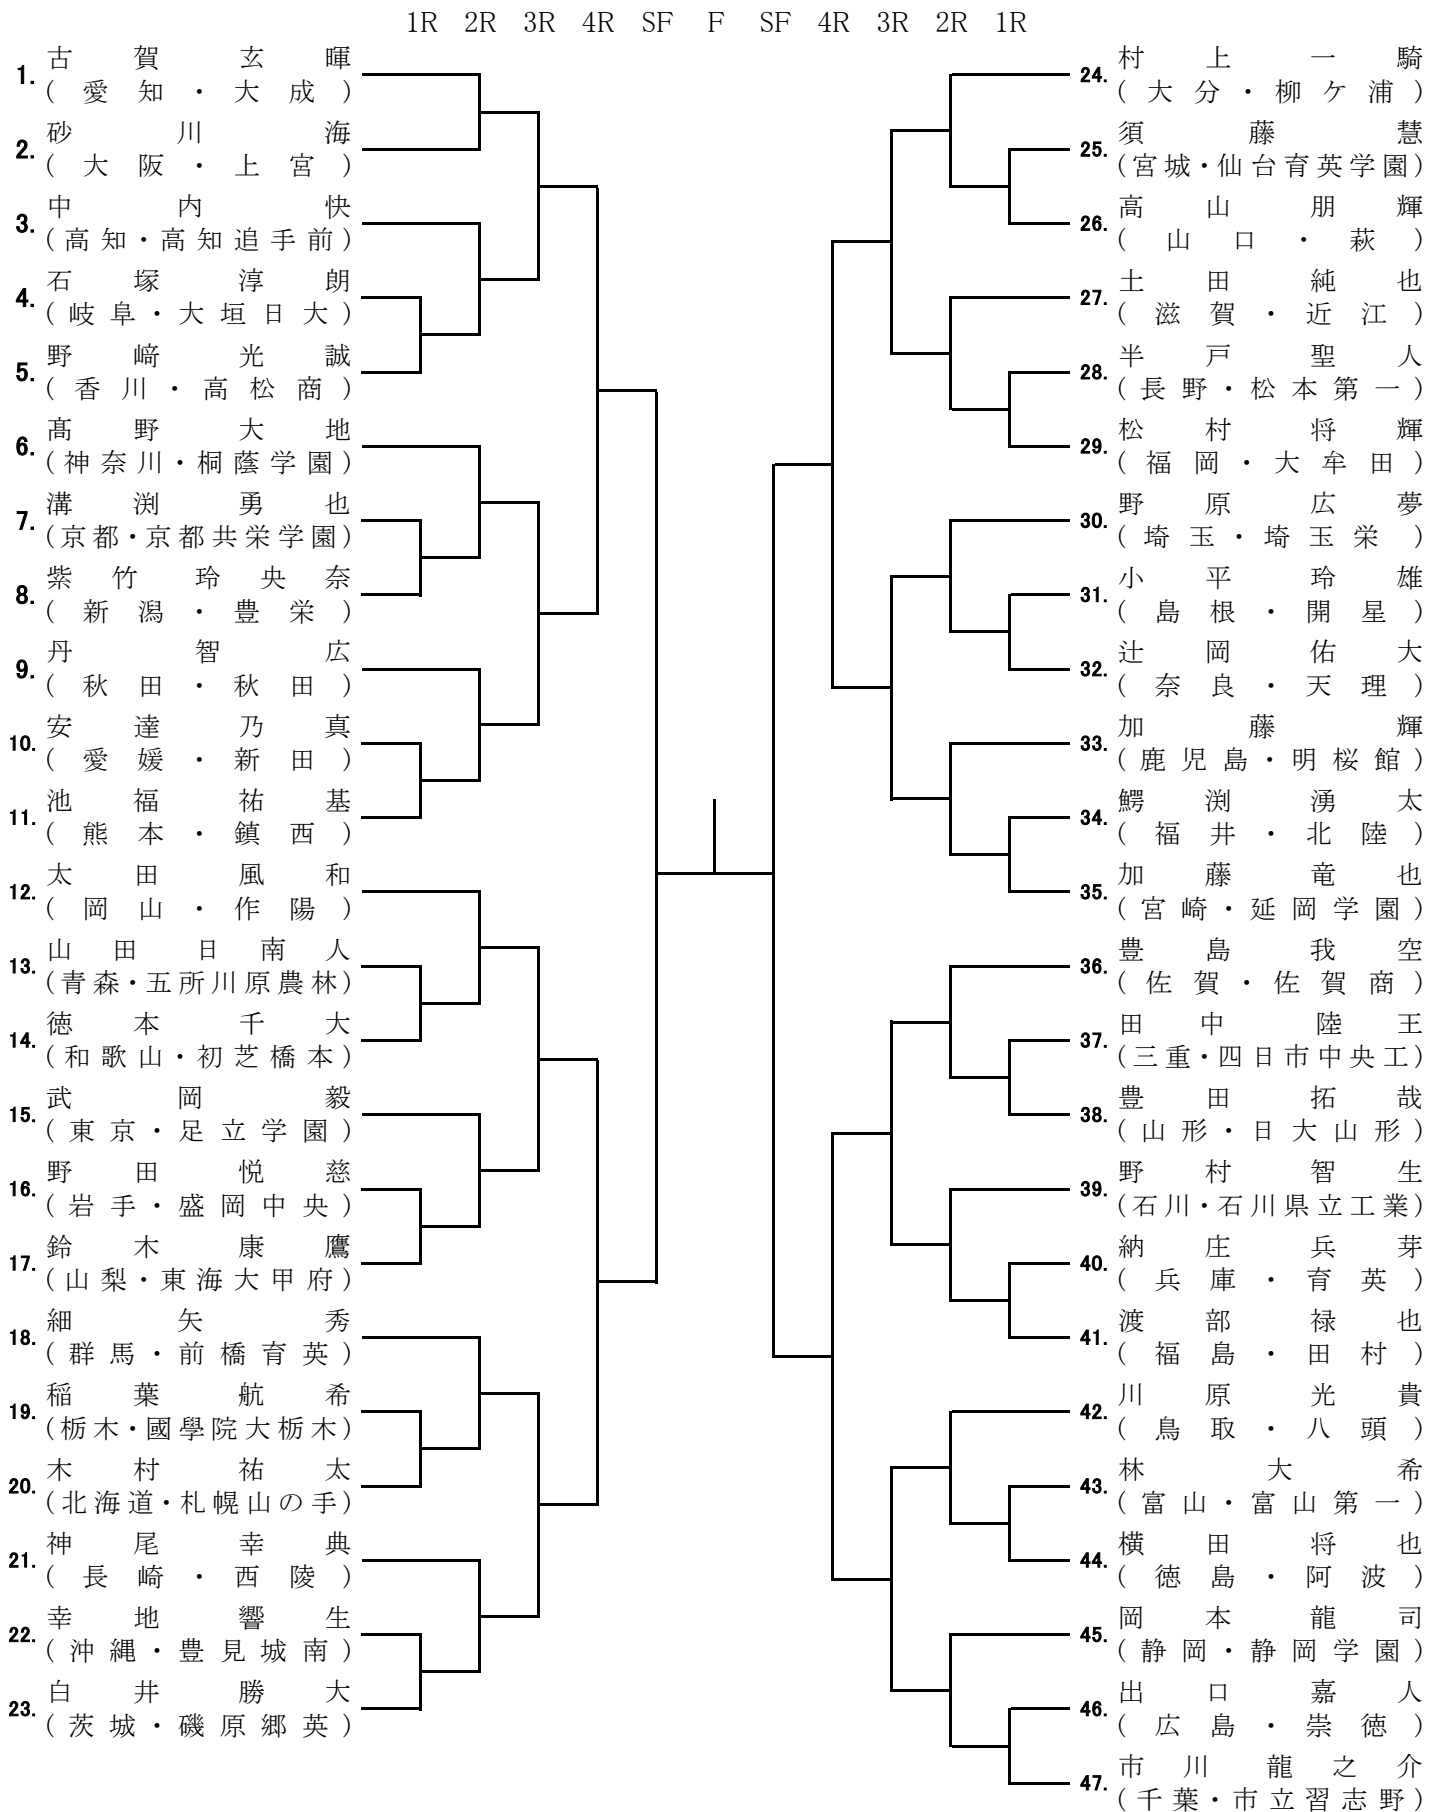 1R 2R 3R 4R SF F SF 4R 3R 2R 1R
1. 古賀玄暉
(愛知・大成)
2. 砂川海
(大阪・上宮)
3. 中内快
(高知・高知追手前)
4. 石塚淳朗
(岐阜・大垣日大)
5. 野﨑光誠
(香川・高松商)
6. 髙野大地
(神奈川・桐蔭学園)
7. 溝渕勇也
(京都・京都共栄学園)
8. 紫竹玲央奈
(新潟・豊栄)
9. 丹智広
(秋田・秋田)
10. 安達乃真
(愛媛・新田)
11. 池福祐基
(熊本・鎮西)
12. 太田風和
(岡山・作陽)
13. 山田日南人
(青森・五所川原農林)
14. 徳本千大
(和歌山・初芝橋本)
15. 武岡毅
(東京・足立学園)
16. 野田悦慈
(岩手・盛岡中央)
17. 鈴木康鷹
(山梨・東海大甲府)
18. 細矢秀
(群馬・前橋育英)
19. 稲葉航希
(栃木・國學院大栃木)
20. 木村祐太
(北海道・札幌山の手)
21. 神尾幸典
(長崎・西陵)
22. 幸地響生
(沖縄・豊見城南)
23. 白井勝大
(茨城・磯原郷英)
24. 村上一騎
(大分・柳ケ浦)
25. 須藤慧
(宮城・仙台育英学園)
26. 高山朋輝
(山口・萩)
27. 土田純也
(滋賀・近江)
28. 半戸聖人
(長野・松本第一)
29. 松村将輝
(福岡・大牟田)
30. 野原広夢
(埼玉・埼玉栄)
31. 小平玲雄
(島根・開星)
32. 辻岡佑大
(奈良・天理)
33. 加藤輝
(鹿児島・明桜館)
34. 鰐渕湧太
(福井・北陸)
35. 加藤竜也
(宮崎・延岡学園)
36. 豊島我空
(佐賀・佐賀商)
37. 田中陸王
(三重・四日市中央工)
38. 豊田拓哉
(山形・日大山形)
39. 野村智生
(石川・石川県立工業)
40. 納庄兵芽
(兵庫・育英)
41. 渡部禄也
(福島・田村)
42. 川原光貴
(鳥取・八頭)
43. 林大希
(富山・富山第一)
44. 横田将也
(徳島・阿波)
45. 岡本龍司
(静岡・静岡学園)
46. 出口嘉人
(広島・崇徳)
47. 市川龍之介
(千葉・市立習志野)